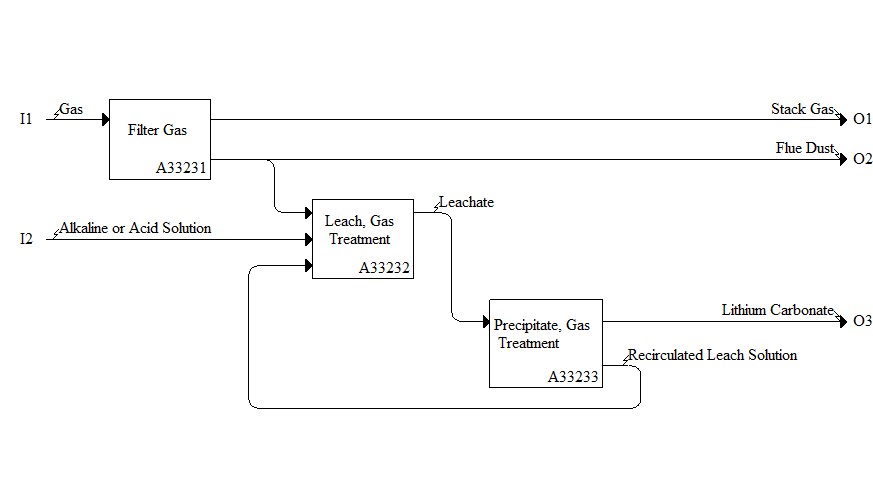 Gas
Stack Gas
I1
O1
Filter Gas
Flue Dust
O2
A33231
Leachate
Leach, Gas
Alkaline or Acid Solution
I2
Treatment
A33232
Lithium Carbonate
O3
Precipitate, Gas
Treatment
Recirculated Leach Solution
A33233